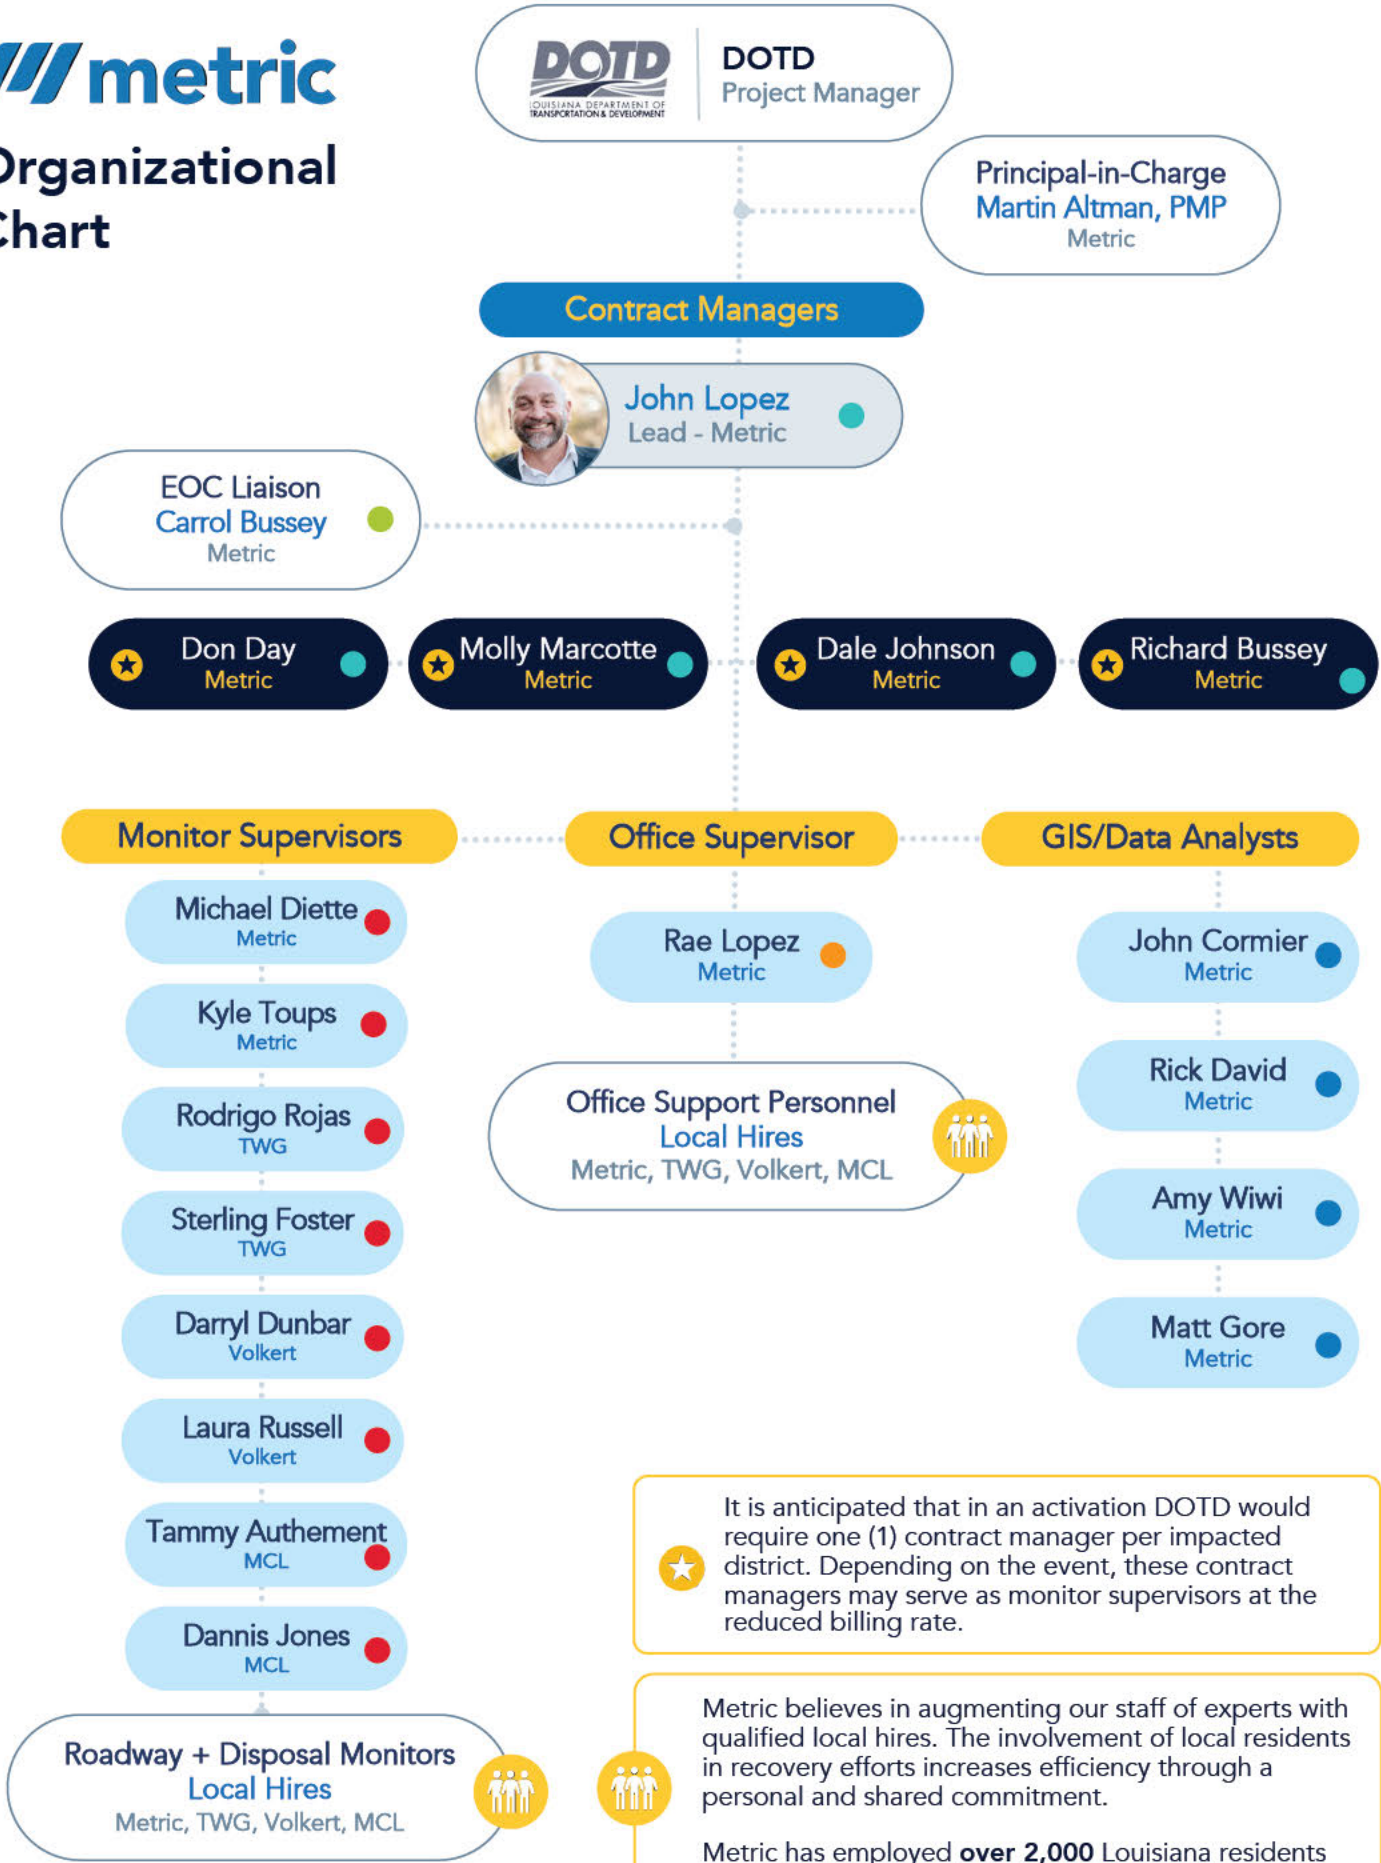 metric
Organizational
Chart
DOTD
LOUISIANA DEPARTMENT OF
TRANSPORTATION & DEVELOPMENT
DOTD
Project Manager
Principal-in-Charge
Martin Altman, PMP
Metric
Contract Managers
John Lopez
Lead - Metric
EOC Liaison
Carrol Bussey
Metric
Don Day
Metric
Molly Marcotte
Metric
Dale Johnson
Metric
Richard Bussey
Metric
Monitor Supervisors
Michael Diette
Metric
Kyle Toups
Metric
Rodrigo Rojas
TWG
Sterling Foster
TWG
Darryl Dunbar
Volkert
Laura Russell
Volkert
Tammy Authement
MCL
Dannis Jones
MCL
Roadway + Disposal Monitors
Local Hires
Metric, TWG, Volkert, MCL
Office Supervisor
Rae Lopez
Metric
Office Support Personnel
Local Hires
Metric, TWG, Volkert, MCL
GIS/Data Analysts
John Cormier
Metric
Rick David
Metric
Amy Wiwi
Metric
Matt Gore
Metric
It is anticipated that in an activation DOTD would
require one (1) contract manager per impacted
district. Depending on the event, these contract
managers may serve as monitor supervisors at the
reduced billing rate.
Metric believes in augmenting our staff of experts with
qualified local hires. The involvement of local residents
in recovery efforts increases efficiency through a
personal and shared commitment.
Metric has employed over 2,000 Louisiana residents